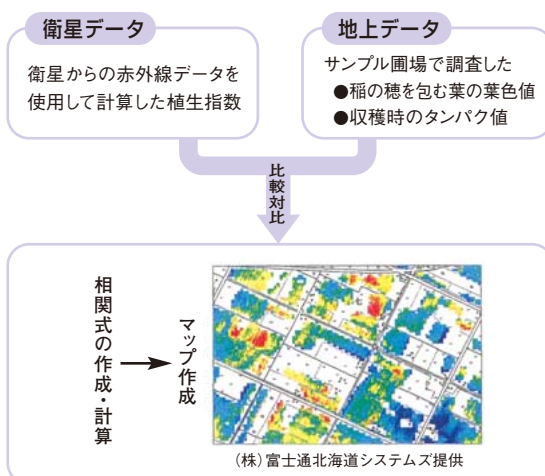 衛星データ
衛星からの赤外線データを
使用して計算した植生指数
地上データ
サンプル圃場で調査した
●稲の穂を包む葉の葉色値
●収穫時のタンパク値
比較対比
相関式の作成・計算
マップ作成
(株)富士通北海道システムズ提供